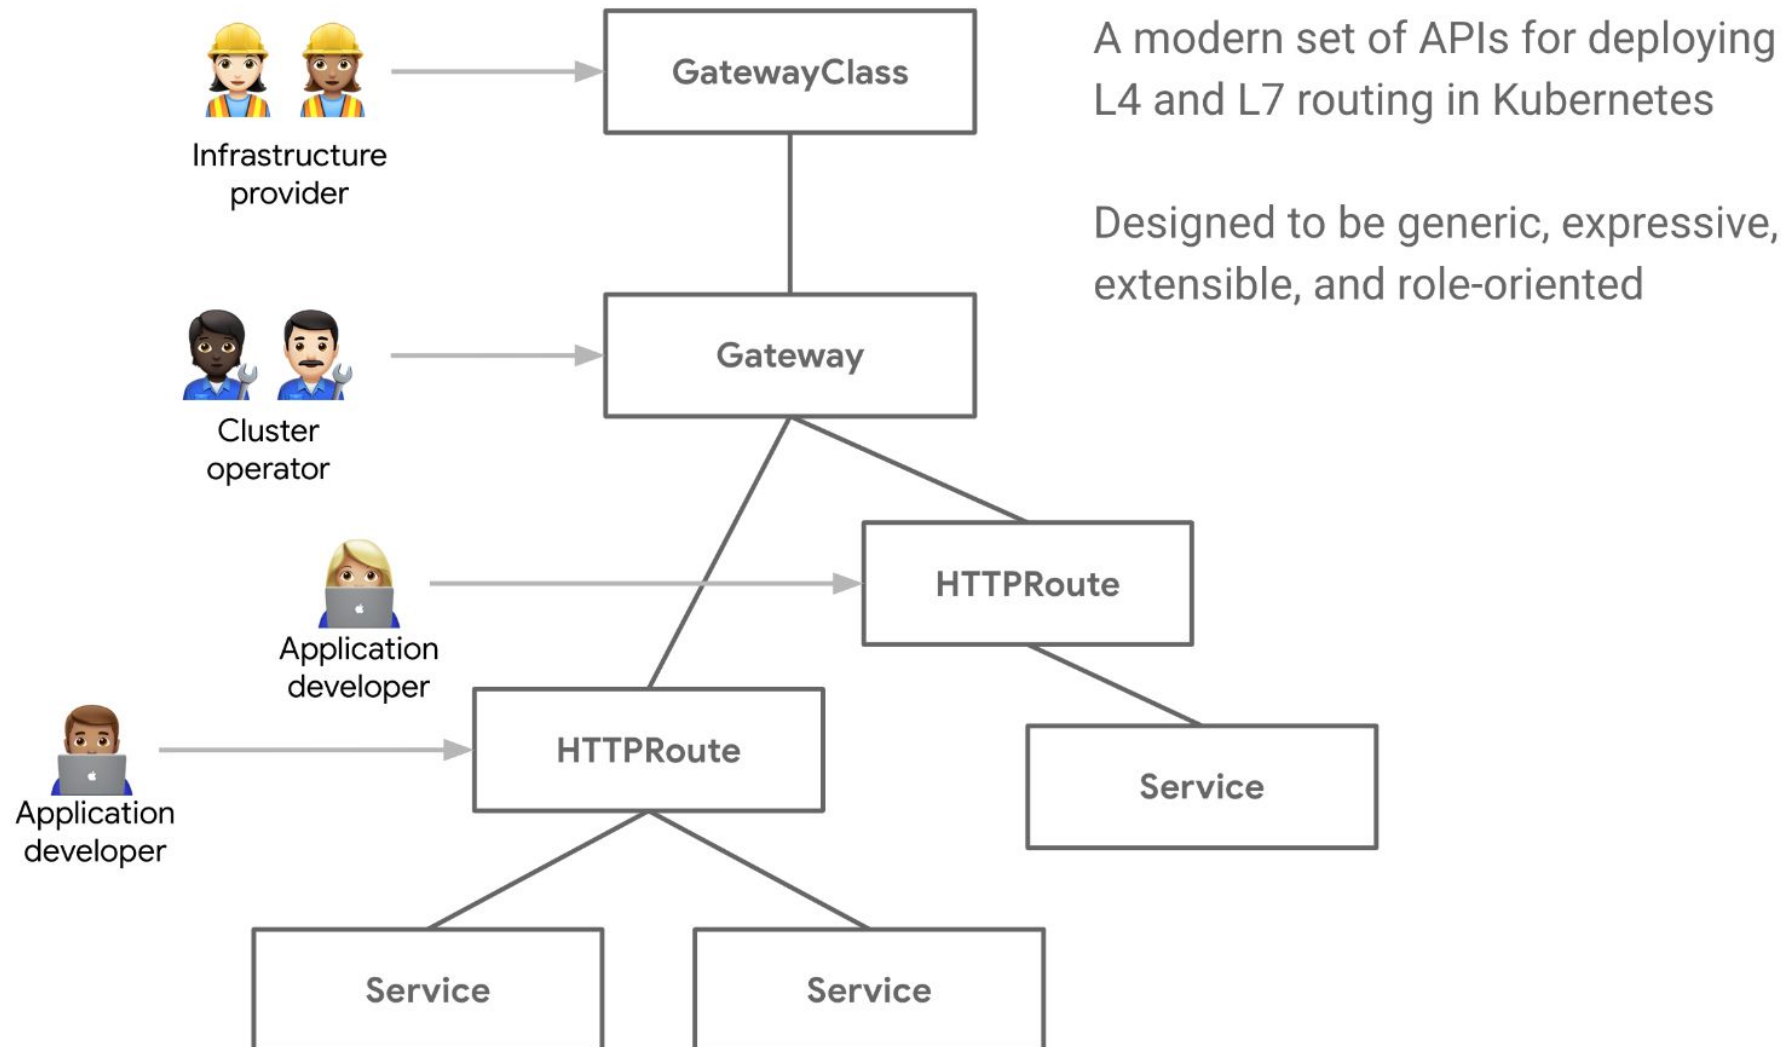 GatewayClass
A modern set of APIs for deploying
L4 and L7 routing in Kubernetes
Infrastructure
provider
Designed to be generic, expressive,
extensible, and role-oriented
Gateway
Cluster
operator
HTTPRoute
Application
developer
HTTPRoute
Service
Application
developer
Service
Service